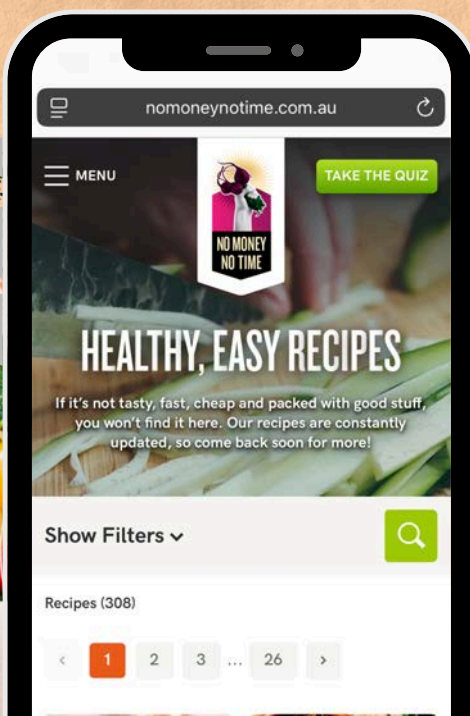 nomoneynotime.com.au
MENU
NO MONEY
NO TIME
TAKE THE QUIZ
HEALTHY, EASY RECIPES
If it's not tasty, fast, cheap and packed with good stuff,
you won't find it here. Our recipes are constantly
updated, so come back soon for more!
Show Filters
Recipes (308)
< 1 2 3 ... 26 >